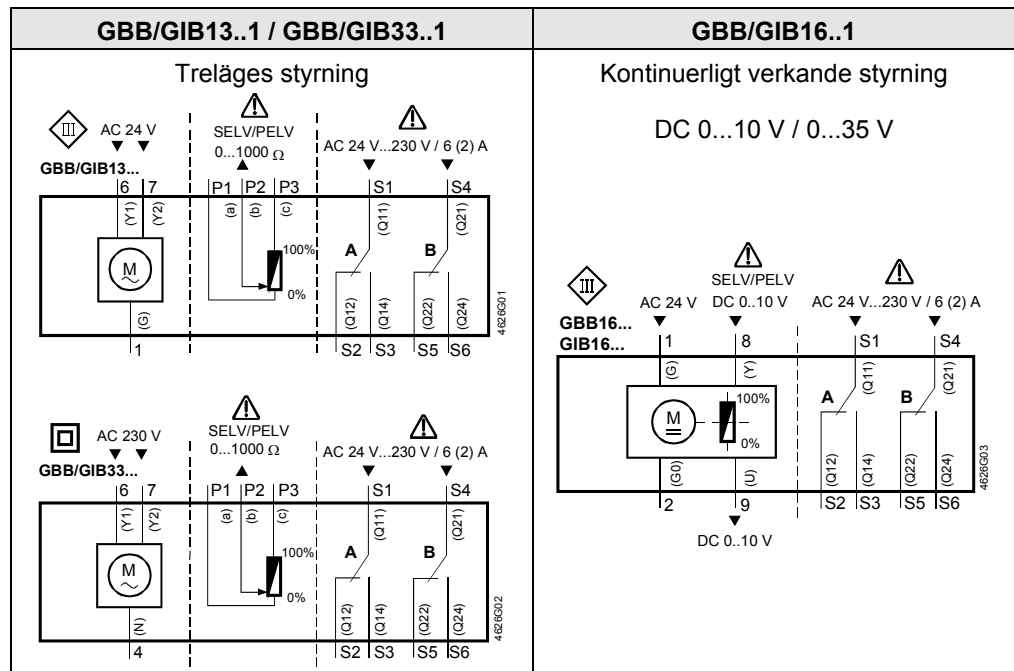 GBB/GIB13..1 / GBB/GIB33..1
Treläges styrning
III
AC 24 V
SELV/PELV
0...1000 Ω
AC 24 V...230 V / 6 (2) A
GBB/GIB13...
6 7 P1 P2 P3 S1 S4
(Y1) (Y2) (a) (b) (c) (Q11) (Q21)
M
100%
0%
A B
(G) (Q12) (Q14) (Q22) (Q24)
1 S2 S3 S5 S6
4626G01
AC 230 V
SELV/PELV
0...1000 Ω
AC 24 V...230 V / 6 (2) A
GBB/GIB33...
6 7 P1 P2 P3 S1 S4
(Y1) (Y2) (a) (b) (c) (Q11) (Q21)
M
100%
0%
A B
(N) (Q12) (Q14) (Q22) (Q24)
4 S2 S3 S5 S6
4626G02
GBB/GIB16..1
Kontinuerligt verkande styrning
DC 0...10 V / 0...35 V
III
AC 24 V
SELV/PELV
DC 0..10 V
AC 24 V...230 V / 6 (2) A
GBB16...
GIB16...
1 8 S1 S4
(G) (Y) (Q11) (Q21)
M
100%
0%
A B
(G0) (U) (Q12) (Q14) (Q22) (Q24)
2 9 S2 S3 S5 S6
DC 0..10 V
4626G03